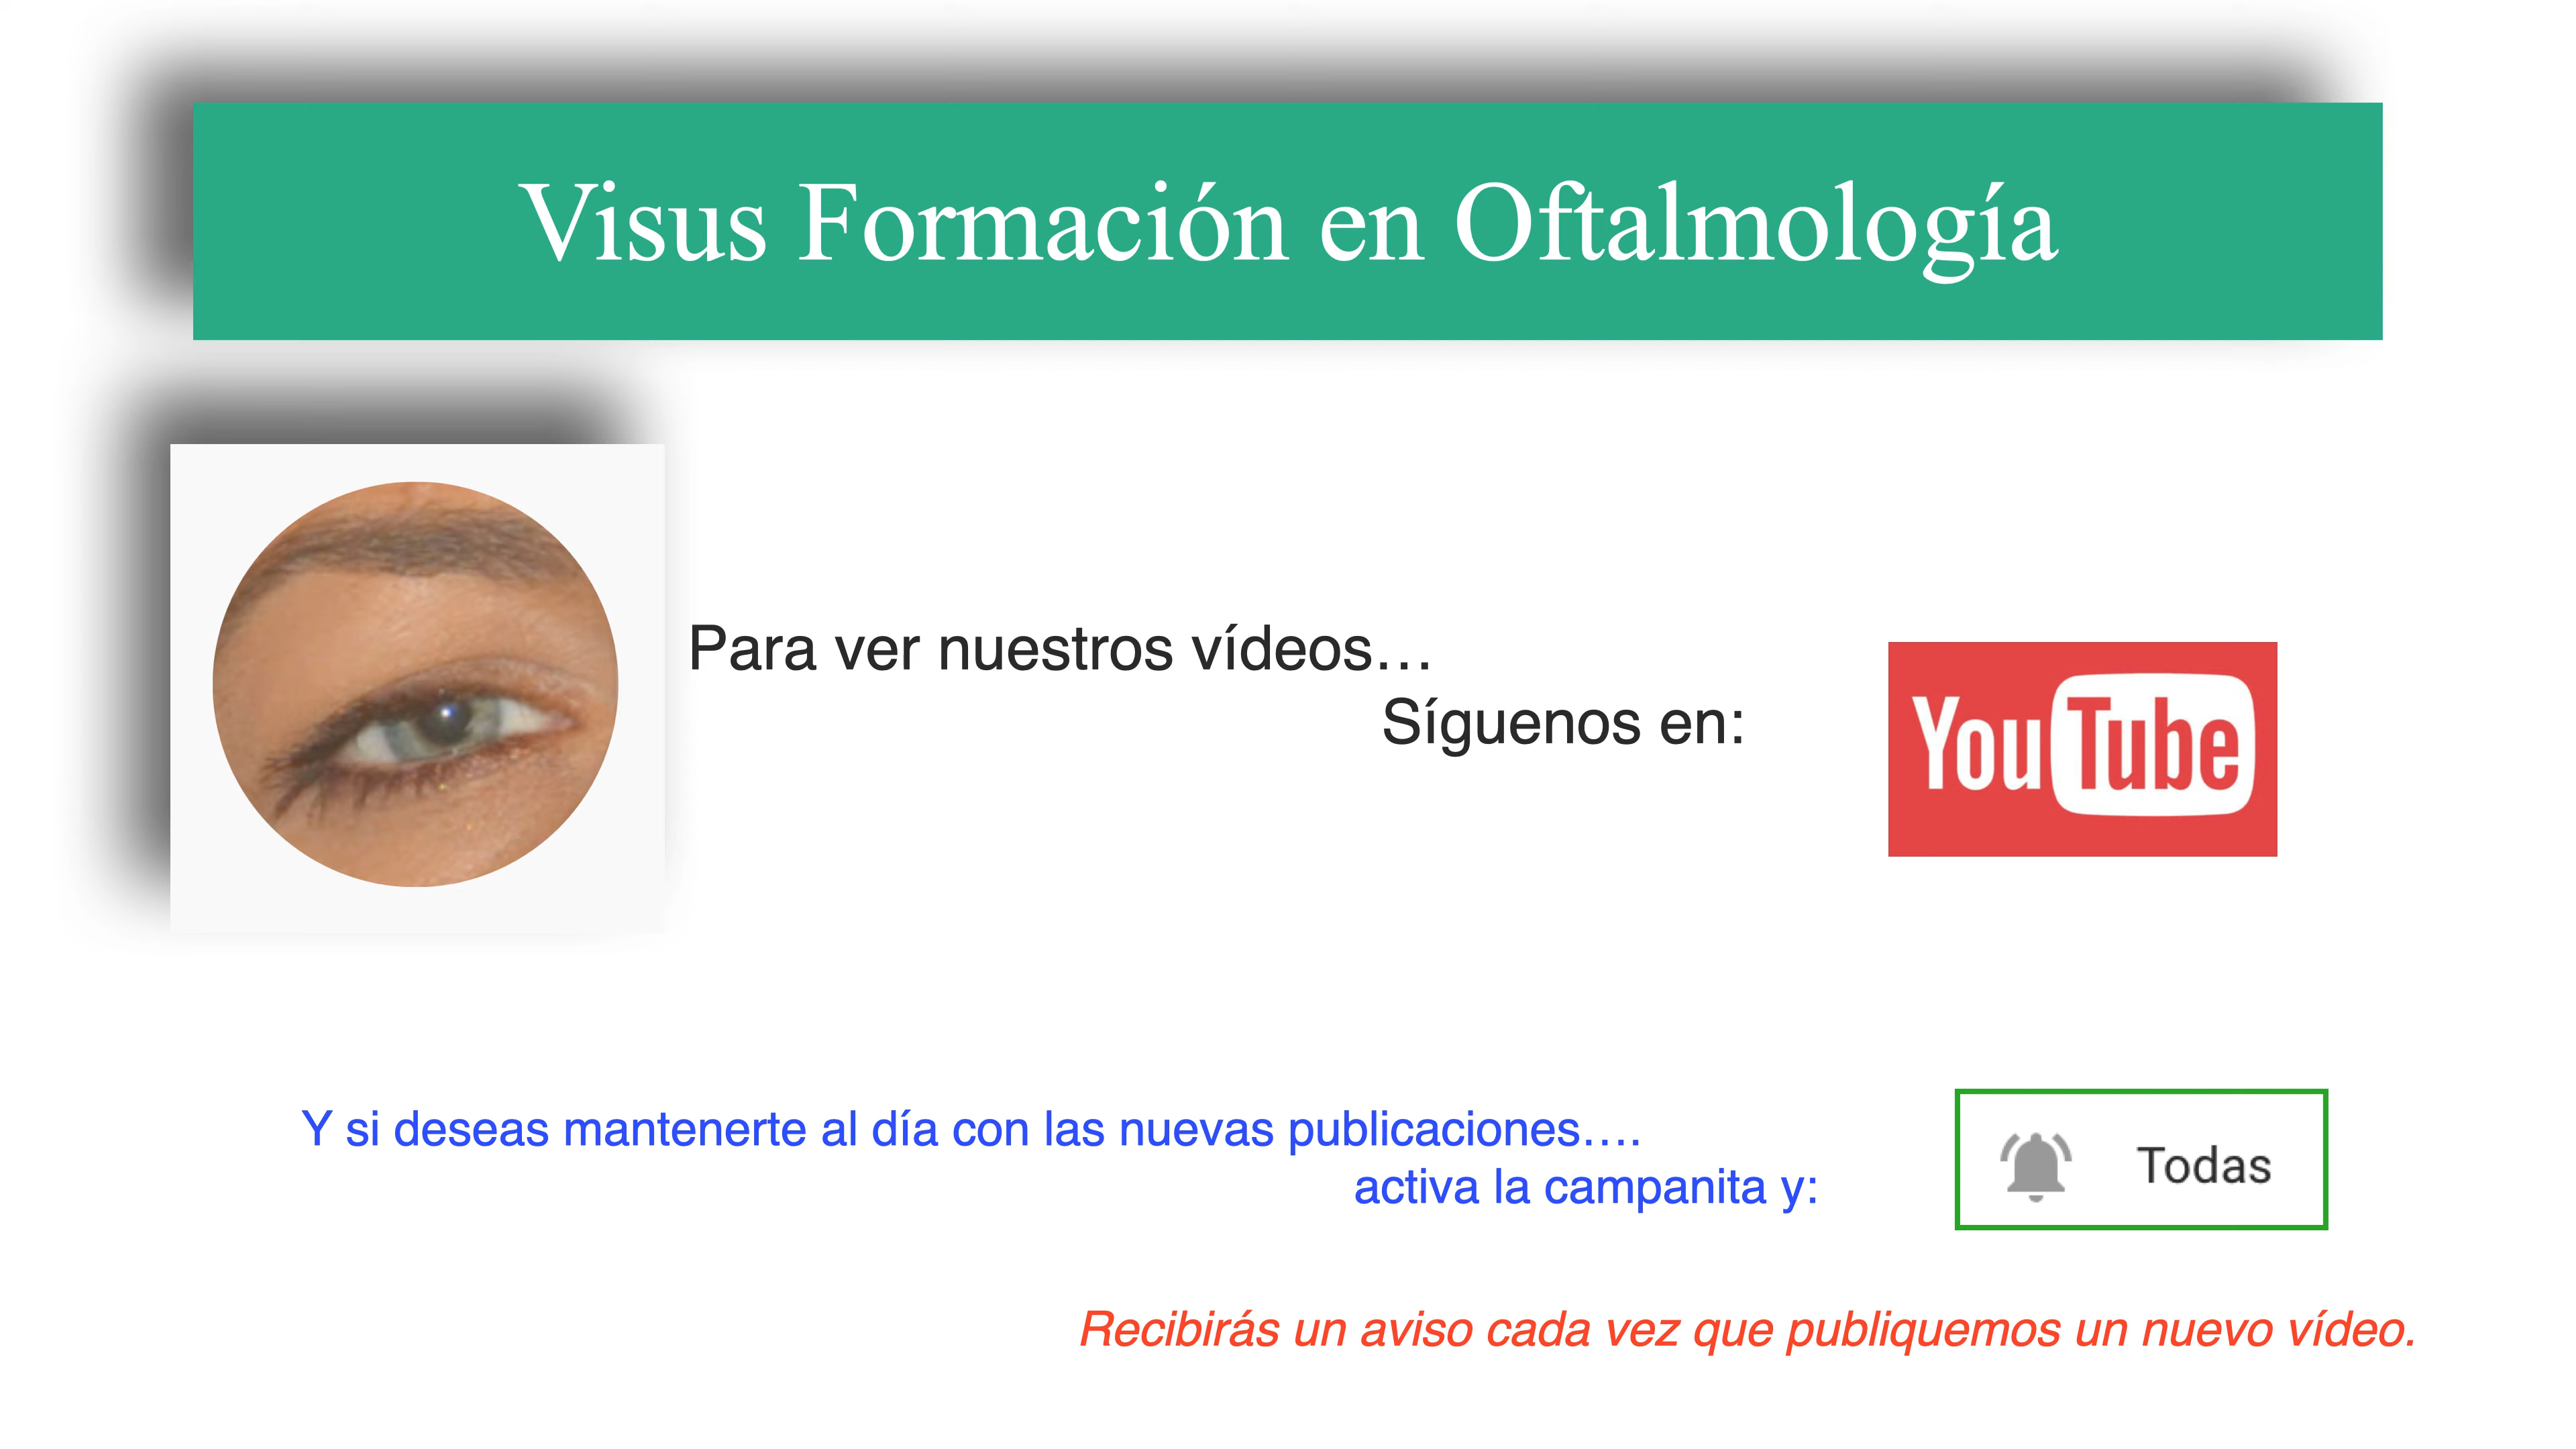 Visus Formación en Oftalmología
Para ver nuestros vídeos…
Síguenos en:
YouTube
Y si deseas mantenerte al día con las nuevas publicaciones….
activa la campanita y:
Todas
Recibirás un aviso cada vez que publiquemos un nuevo vídeo.